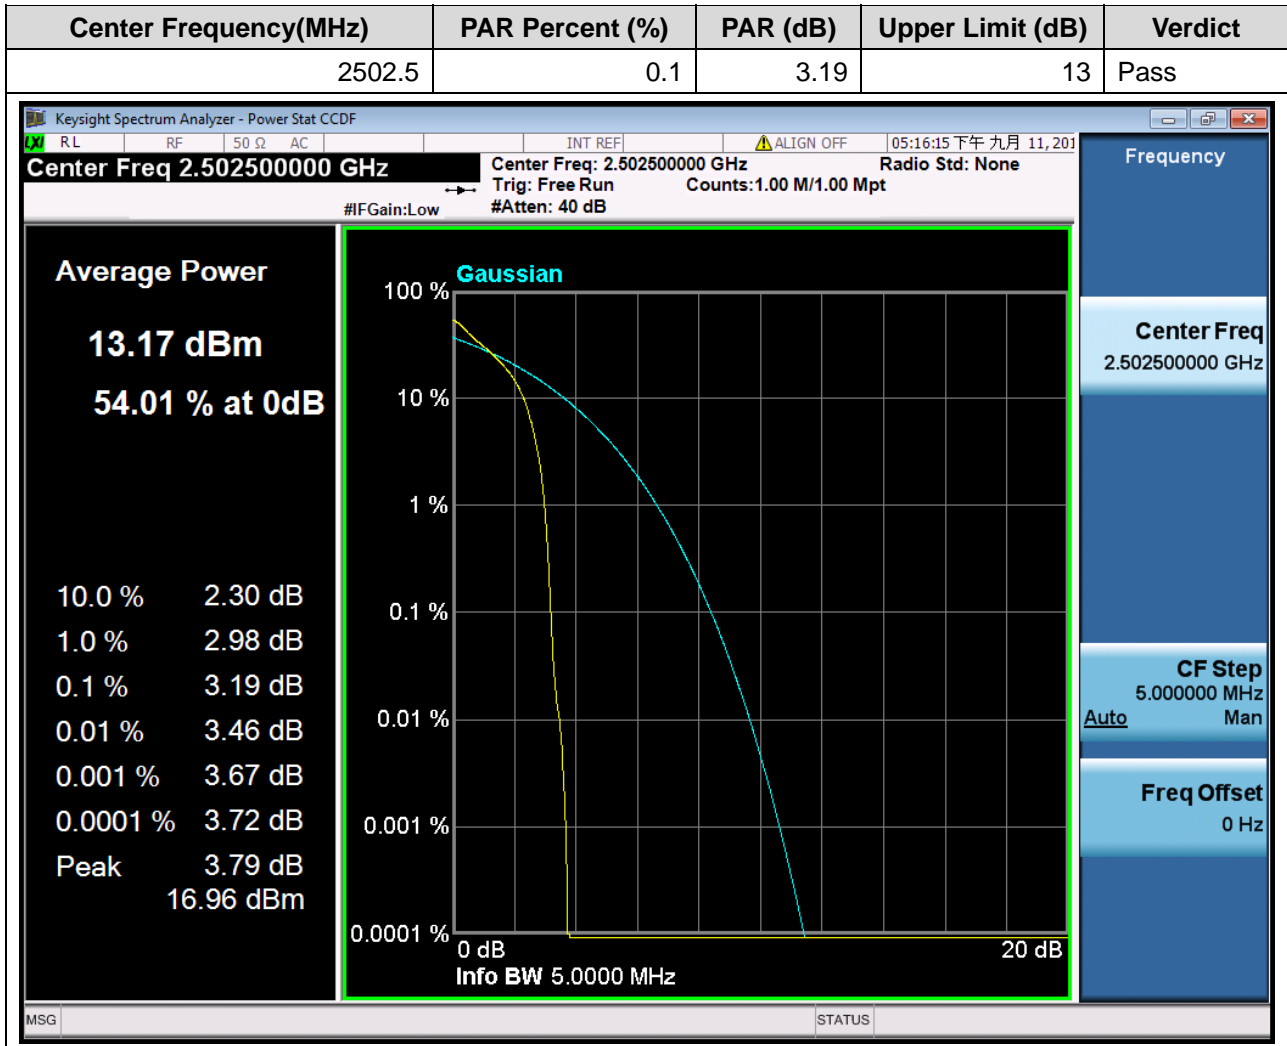 Center Frequency(MHz) PAR Percent (%) PAR (dB) Upper Limit (dB) Verdict
2502.5 0.1 3.19 13 Pass
Keysight Spectrum Analyzer - Power Stat CCDF
LXI RL RF 50 Ω AC INT REF ALIGN OFF 05:16:15 下午 九月 11, 201
Center Freq 2.502500000 GHz
#IFGain:Low
Center Freq: 2.502500000 GHz Radio Std: None
Trig: Free Run Counts:1.00 M/1.00 Mpt
#Atten: 40 dB
Average Power
13.17 dBm
54.01 % at 0dB
10.0 % 2.30 dB
1.0 % 2.98 dB
0.1 % 3.19 dB
0.01 % 3.46 dB
0.001 % 3.67 dB
0.0001 % 3.72 dB
Peak 3.79 dB
16.96 dBm
Gaussian
100 %
10 %
1 %
0.1 %
0.01 %
0.001 %
0.0001 %
0 dB 20 dB
Info BW 5.0000 MHz
Frequency
Center Freq
2.502500000 GHz
CF Step
5.000000 MHz
Auto Man
Freq Offset
0 Hz
MSG STATUS